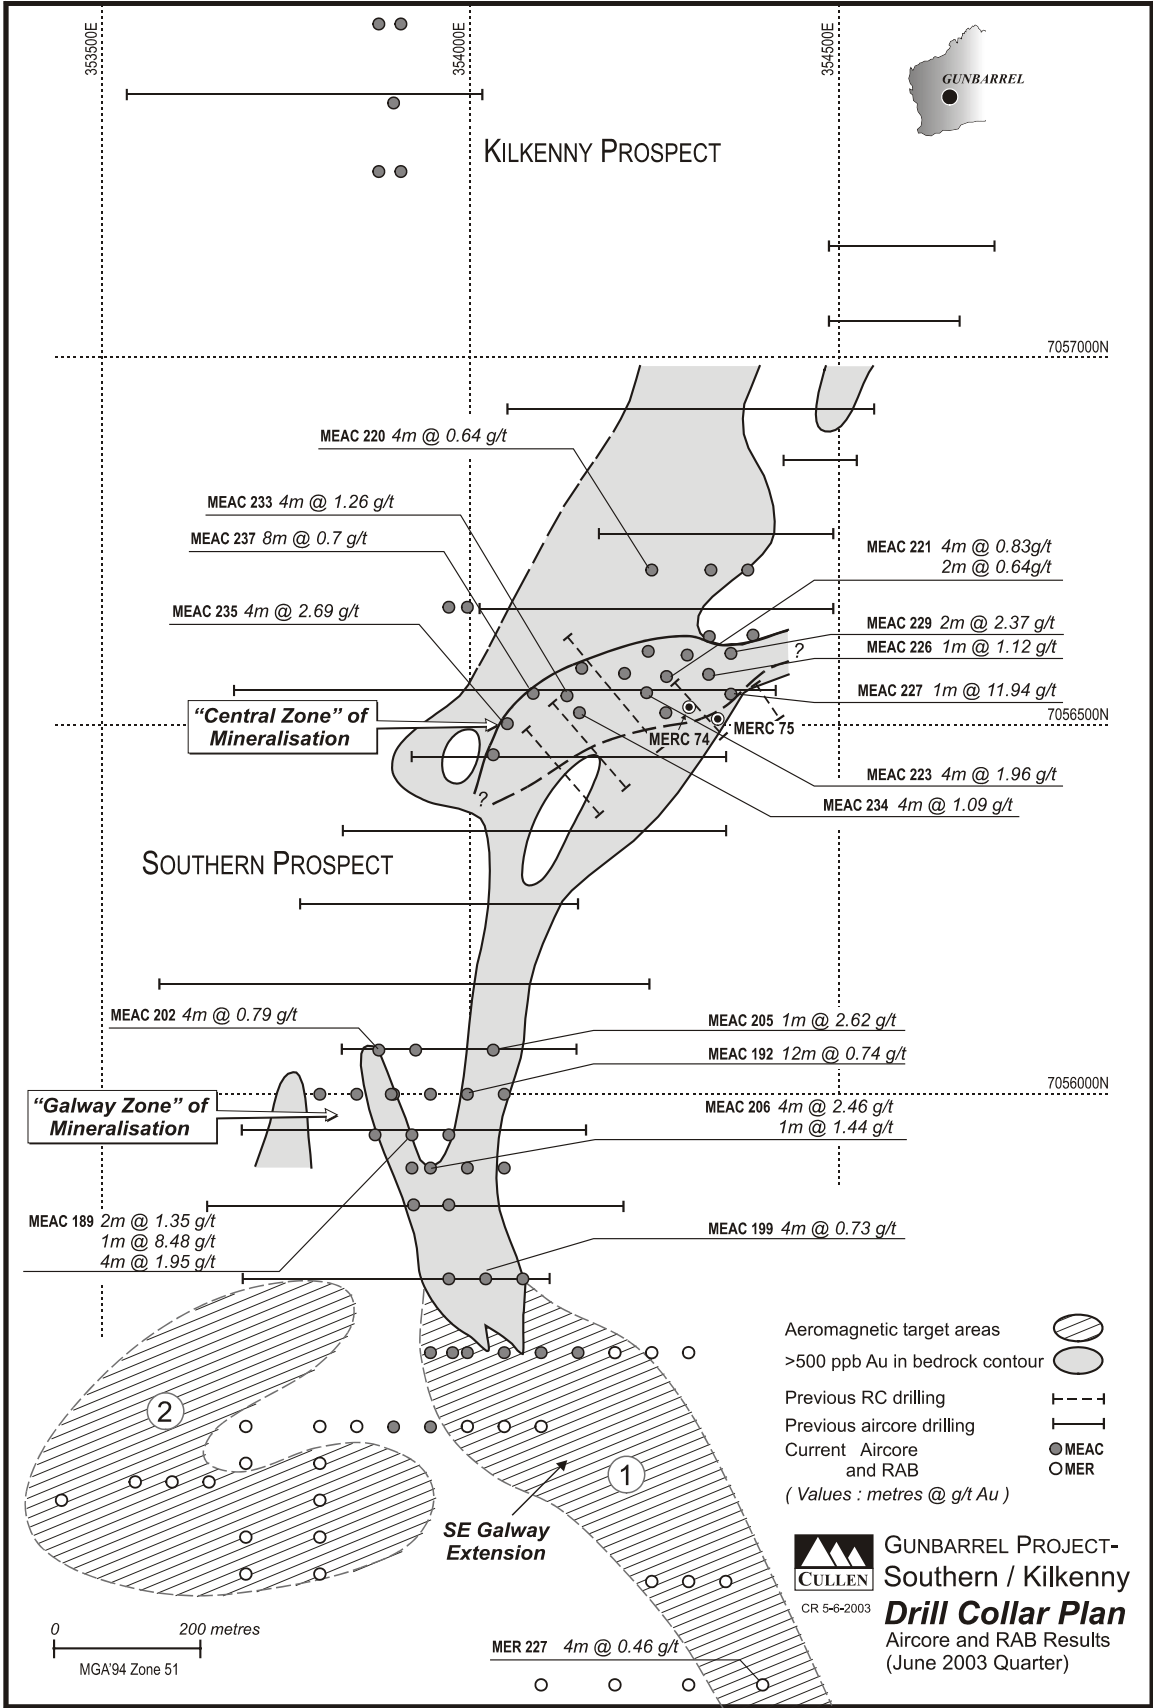 353500E
354000E
354500E
GUNBARREL
KILKENNY PROSPECT
7057000N
MEAC 220 4m @ 0.64 g/t
MEAC 233 4m @ 1.26 g/t
MEAC 237 8m @ 0.7 g/t
MEAC 221 4m @ 0.83g/t
2m @ 0.64g/t
MEAC 235 4m @ 2.69 g/t
MEAC 229 2m @ 2.37 g/t
MEAC 226 1m @ 1.12 g/t
?
MEAC 227 1m @ 11.94 g/t
"Central Zone" of
Mineralisation
7056500N
MERC 74
MERC 75
MEAC 223 4m @ 1.96 g/t
?
MEAC 234 4m @ 1.09 g/t
SOUTHERN PROSPECT
MEAC 202 4m @ 0.79 g/t
MEAC 205 1m @ 2.62 g/t
MEAC 192 12m @ 0.74 g/t
7056000N
"Galway Zone" of
Mineralisation
MEAC 206 4m @ 2.46 g/t
1m @ 1.44 g/t
MEAC 189 2m @ 1.35 g/t
1m @ 8.48 g/t
4m @ 1.95 g/t
MEAC 199 4m @ 0.73 g/t
Aeromagnetic target areas
>500 ppb Au in bedrock contour
Previous RC drilling
Previous aircore drilling
Current Aircore
and RAB
MEAC
MER
( Values : metres @ g/t Au )
2
1
SE Galway
Extension
CULLEN
CR 5-6-2003
GUNBARREL PROJECT-
Southern / Kilkenny
Drill Collar Plan
Aircore and RAB Results
(June 2003 Quarter)
0 200 metres
MGA'94 Zone 51
MER 227 4m @ 0.46 g/t